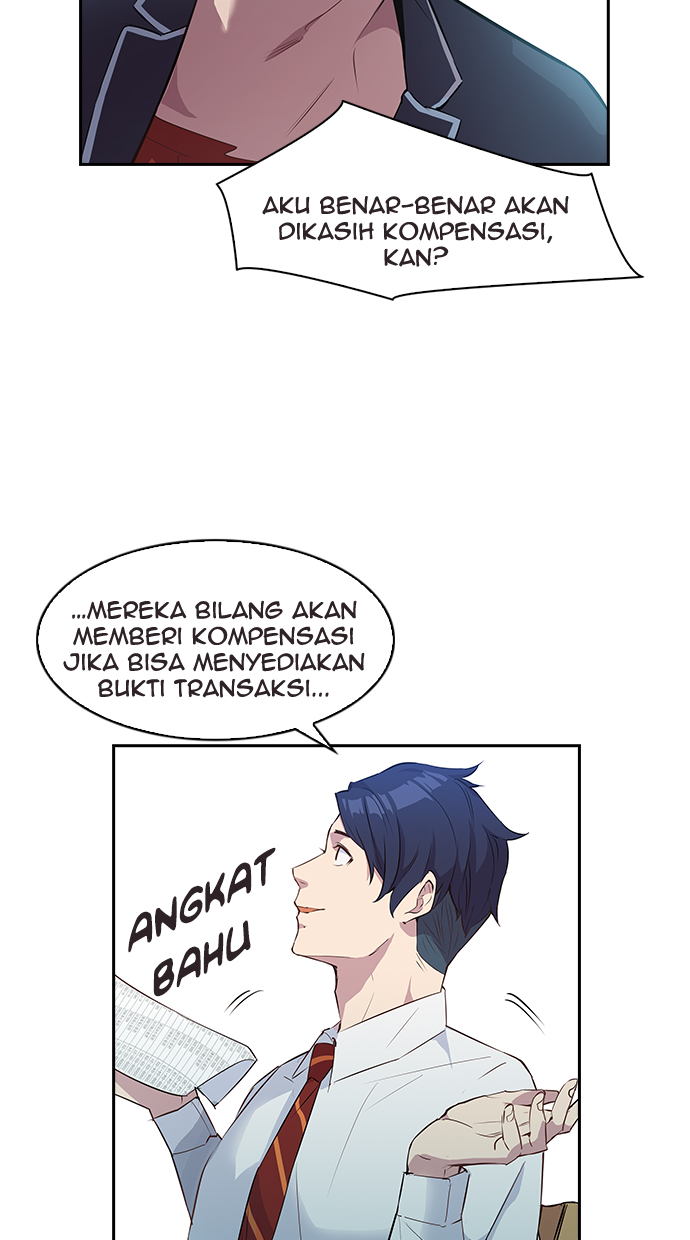 AKU BENAR-BENAR AKAN
DIKASIH KOMPENSASI,
KAN?
...MEREKA BILANG AKAN
MEMBERI KOMPENSASI
JIKA BISA MENYEDIAKAN
BUKTI TRANSAKSI...
ANGKAT
BAHU